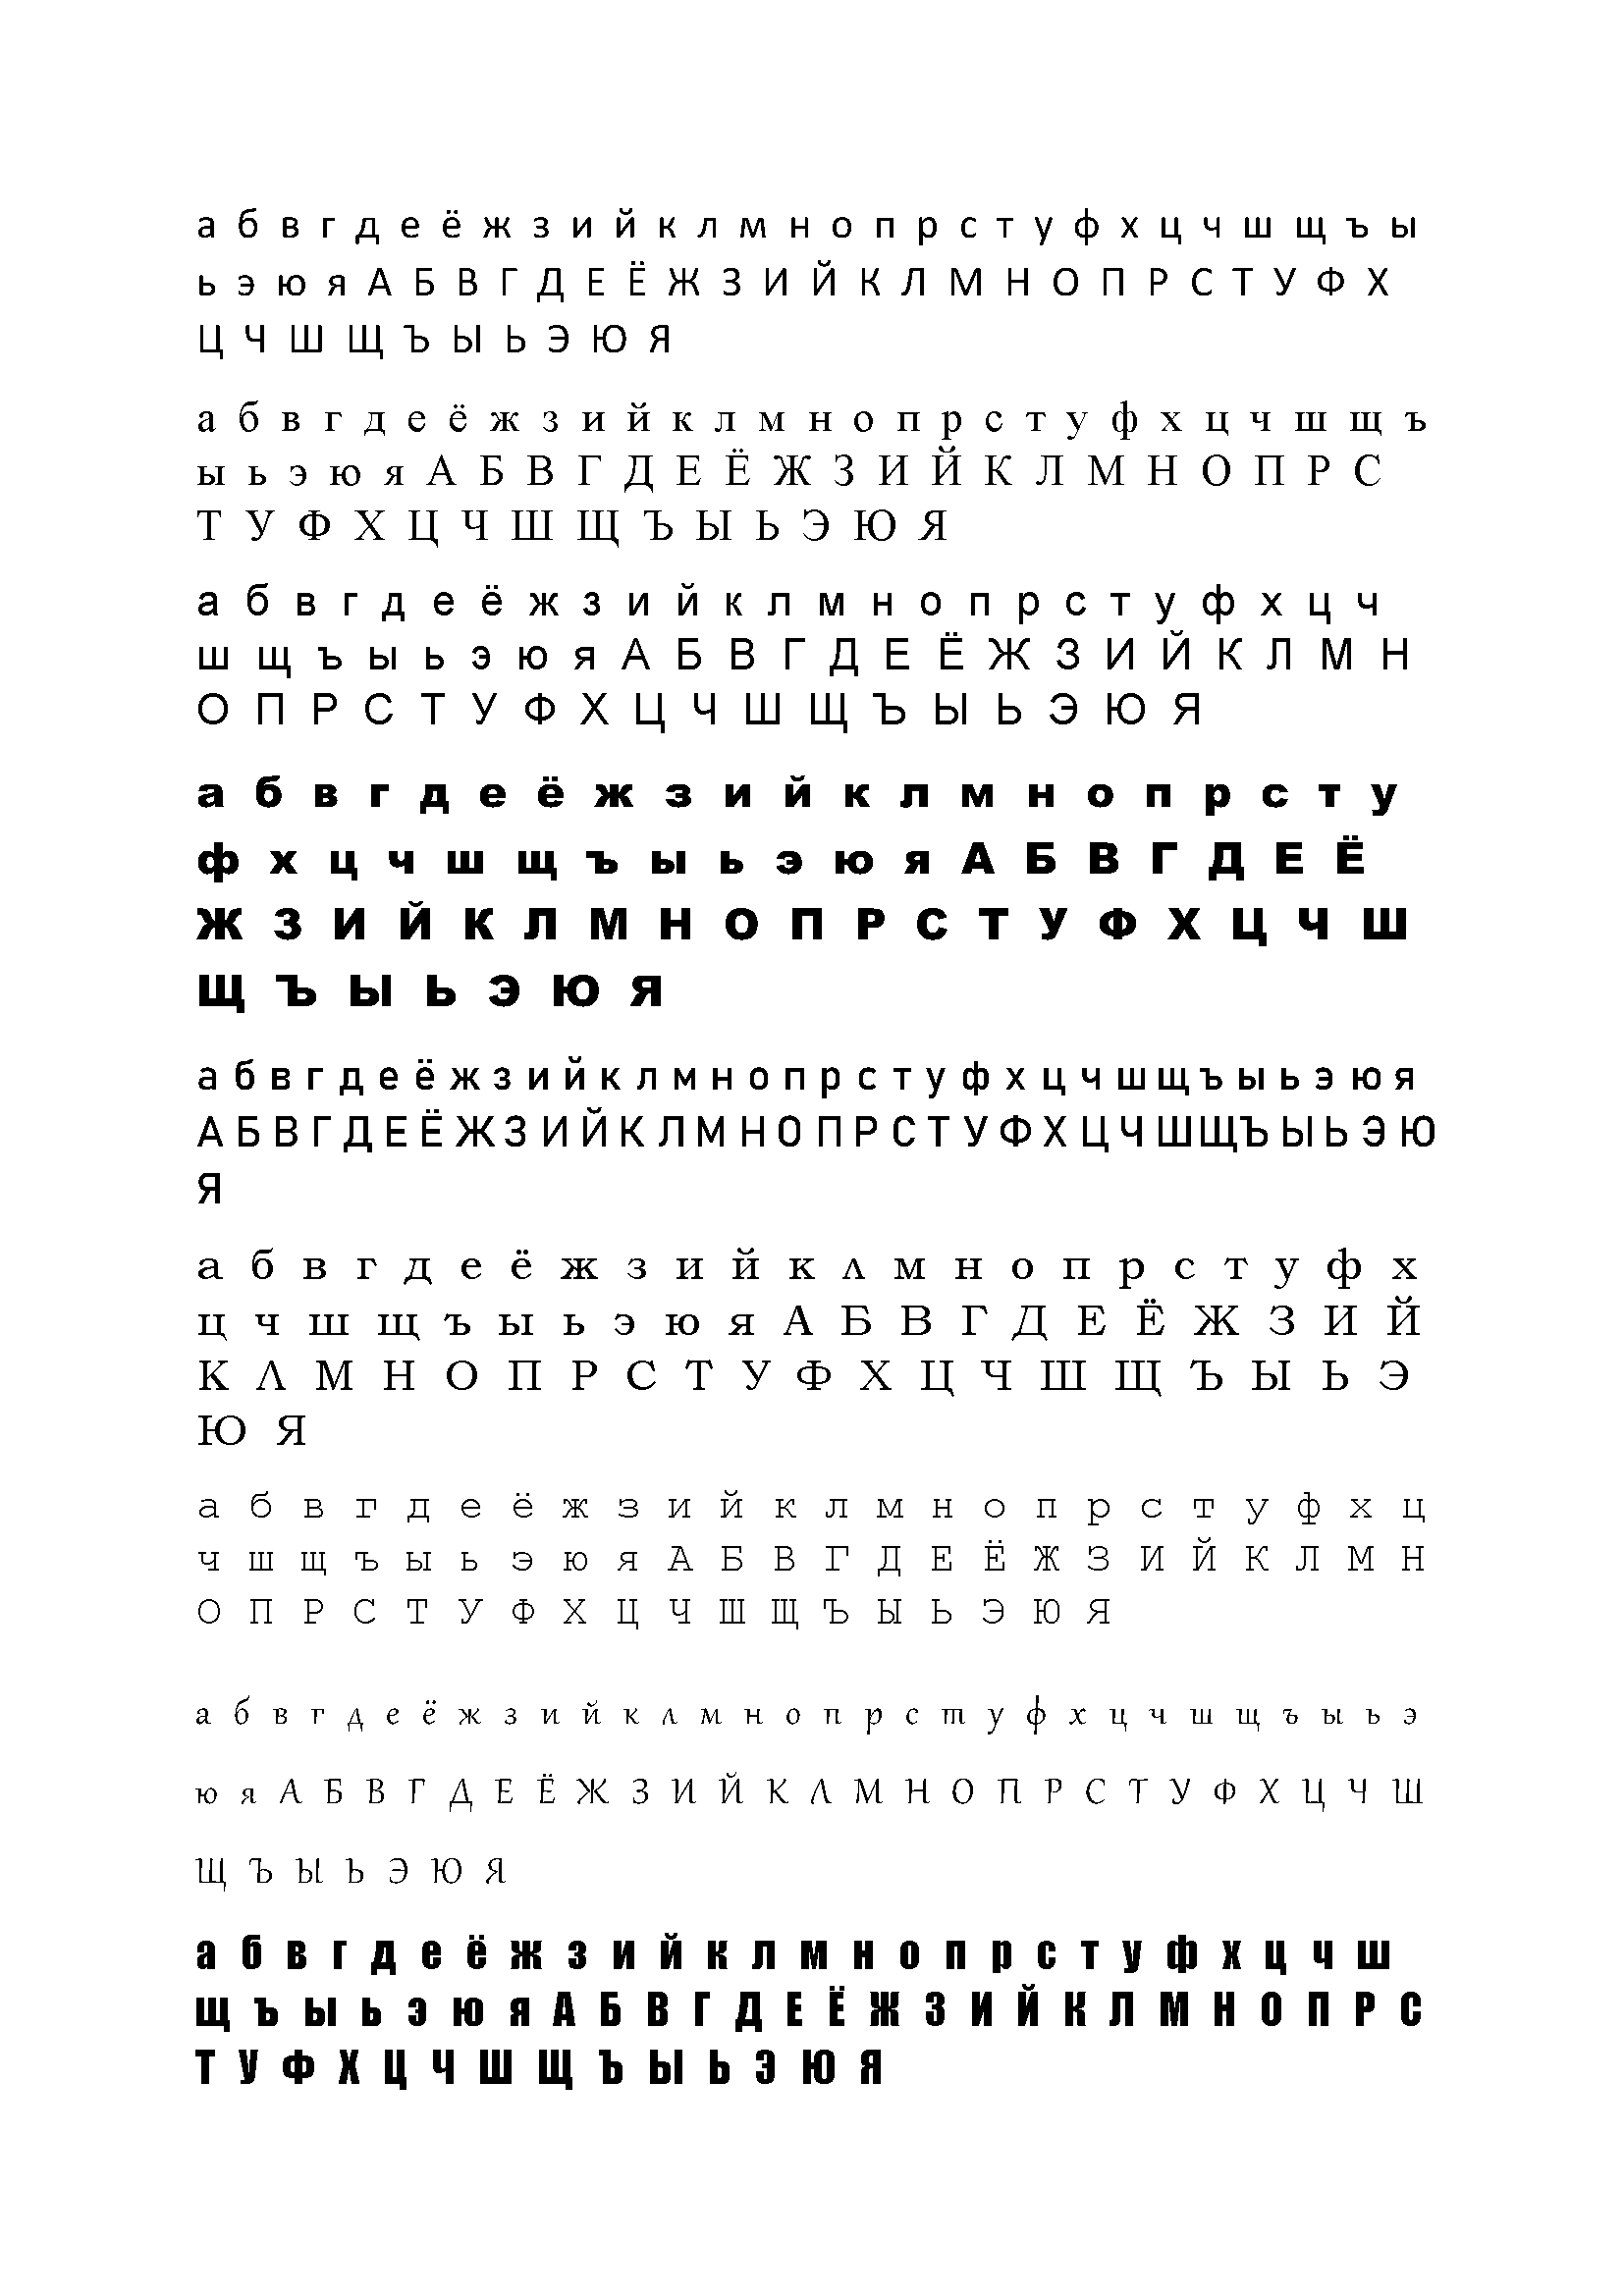 а б в г д е ё ж з и й к л м н о п р с т у ф х ц ч ш щ ъ ы
ь э ю я А Б В Г Д Е Ё Ж З И Й К Л М Н О П Р С Т У Ф Х
Ц Ч Ш Щ Ъ Ы Ь Э Ю Я
а б в г д е ё ж з и й к л м н о п р с т у ф х ц ч ш щ ъ
ы ь э ю я А Б В Г Д Е Ё Ж З И Й К Л М Н О П Р С
Т У Ф Х Ц Ч Ш Щ Ъ Ы Ь Э Ю Я
а б в г д е ё ж з и й к л м н о п р с т у ф х ц ч
ш щ ъ ы ь э ю я А Б В Г Д Е Ё Ж З И Й К Л М Н
О П Р С Т У Ф Х Ц Ч Ш Щ Ъ Ы Ь Э Ю Я
а б в г д е ё ж з и й к л м н о п р с т у
ф х ц ч ш щ ъ ы ь э ю я А Б В Г Д Е Ё
Ж З И Й К Л М Н О П Р С Т У Ф Х Ц Ч Ш
Щ Ъ Ы Ь Э Ю Я
а б в г д е ё ж з и й к л м н о п р с т у ф х ц ч ш щ ъ ы ь э ю я
А Б В Г Д Е Ё Ж З И Й К Л М Н О П Р С Т У Ф Х Ц Ч Ш Щ Ъ Ы Ь Э Ю
Я
а б в г д е ё ж з и й к л м н о п р с т у ф х
ц ч ш щ ъ ы ь э ю я А Б В Г Д Е Ё Ж З И Й
К Л М Н О П Р С Т У Ф Х Ц Ч Ш Щ Ъ Ы Ь Э
Ю Я
а б в г д е ё ж з и й к л м н о п р с т у ф х ц
ч ш щ ъ ы ь э ю я А Б В Г Д Е Ё Ж З И Й К Л М Н
О П Р С Т У Ф Х Ц Ч Ш Щ Ъ Ы Ь Э Ю Я
а б в г д е ё ж з и й к л м н о п р с т у ф х ц ч ш щ ъ ы ь э
ю я А Б В Г Д Е Ё Ж З И Й К Л М Н О П Р С Т У Ф Х Ц Ч Ш
Щ Ъ Ы Ь Э Ю Я
а б в г д е ё ж з и й к л м н о п р с т у ф х ц ч ш
щ ъ ы ь э ю я А Б В Г Д Е Ё Ж З И Й К Л М Н О П Р С
Т У Ф Х Ц Ч Ш Щ Ъ Ы Ь Э Ю Я